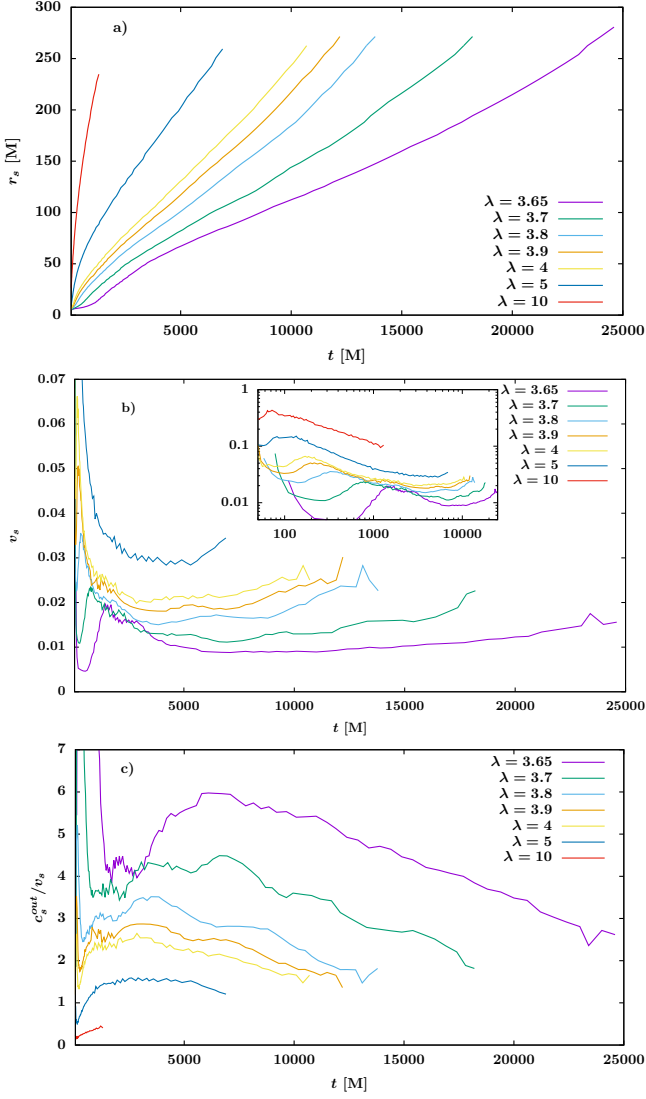 a)
300
250
200
150
100
50
0
r_s [M]
λ = 3.65
λ = 3.7
λ = 3.8
λ = 3.9
λ = 4
λ = 5
λ = 10
5000 10000 15000 20000 25000
t [M]
b)
0.07
0.06
0.05
0.04
0.03
0.02
0.01
0
v_s
1
0.1
0.01
100 1000 10000
λ = 3.65
λ = 3.7
λ = 3.8
λ = 3.9
λ = 4
λ = 5
λ = 10
5000 10000 15000 20000 25000
t [M]
c)
7
6
5
4
3
2
1
0
c_s^{out}/v_s
λ = 3.65
λ = 3.7
λ = 3.8
λ = 3.9
λ = 4
λ = 5
λ = 10
5000 10000 15000 20000 25000
t [M]